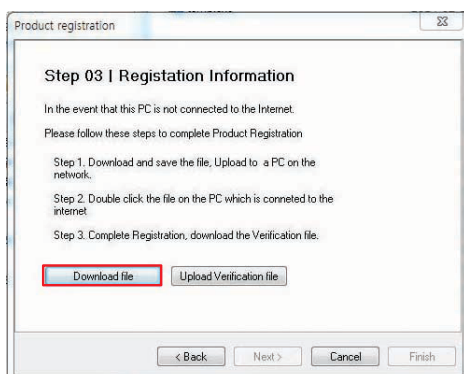 Product registration
Step 03 | Registation Information
In the event that this PC is not connected to the Internet.
Please follow these steps to complete Product Registration
Step 1. Download and save the file, Upload to a PC on the
network.
Step 2. Double click the file on the PC which is conneted to the
internet
Step 3. Complete Registration, download the Verification file.
Download file
Upload Verification file
< Back
Next >
Cancel
Finish